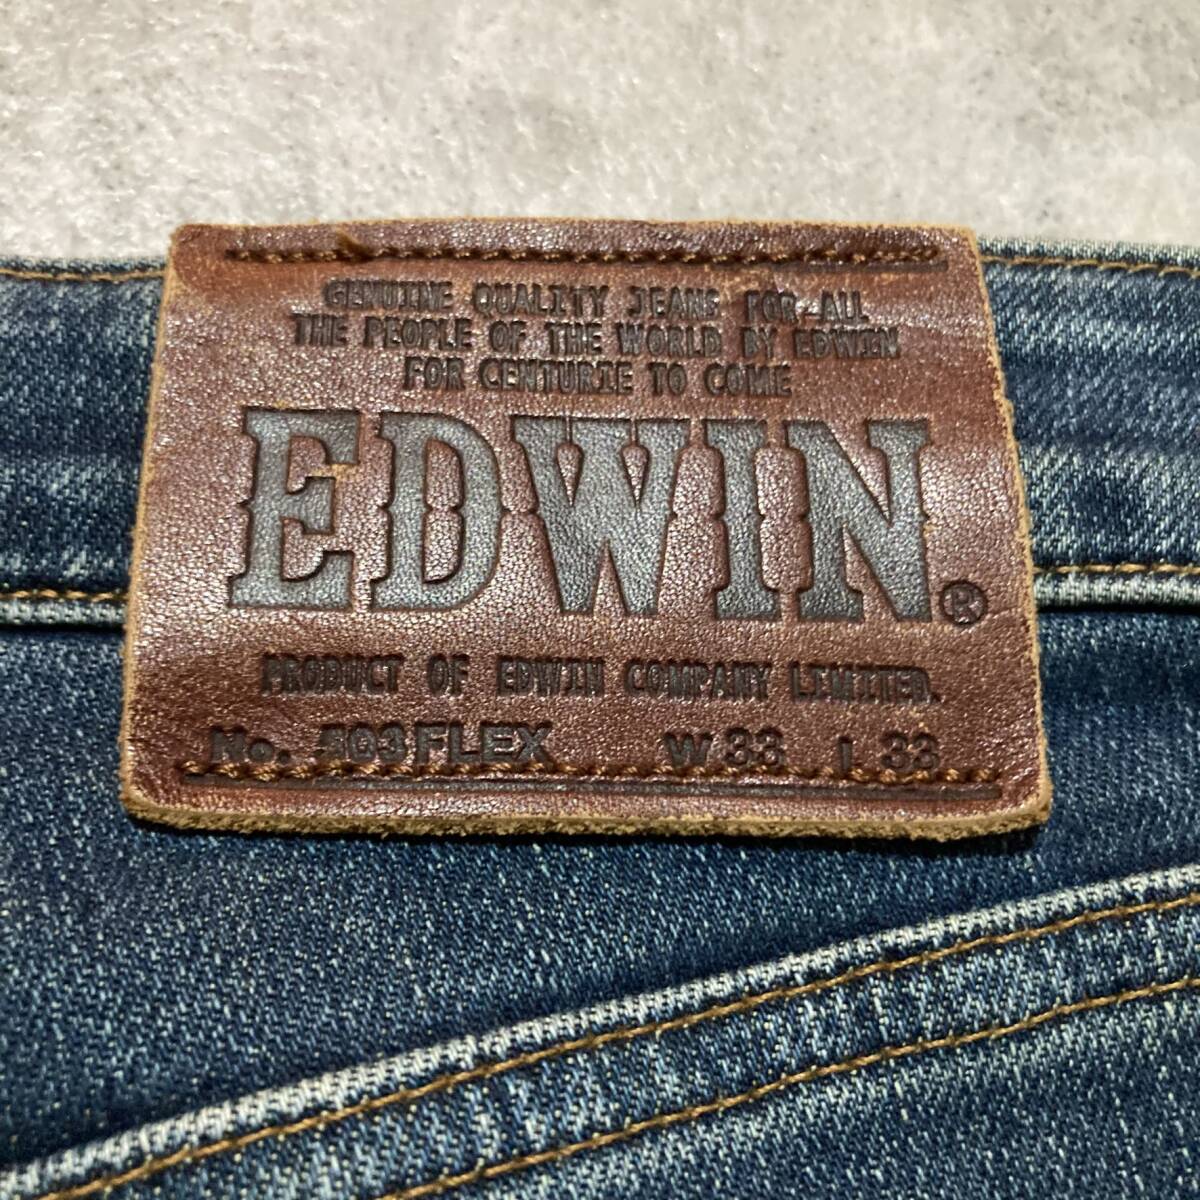 GENUINE QUALITY JEANS FOR ALL
THE PEOPLE OF THE WORLD BY EDWIN
FOR CENTURIE TO COME
EDWIN®
PRODUCT OF EDWIN COMPANY LIMITED.
No. 503 FLEX W 33 L 33